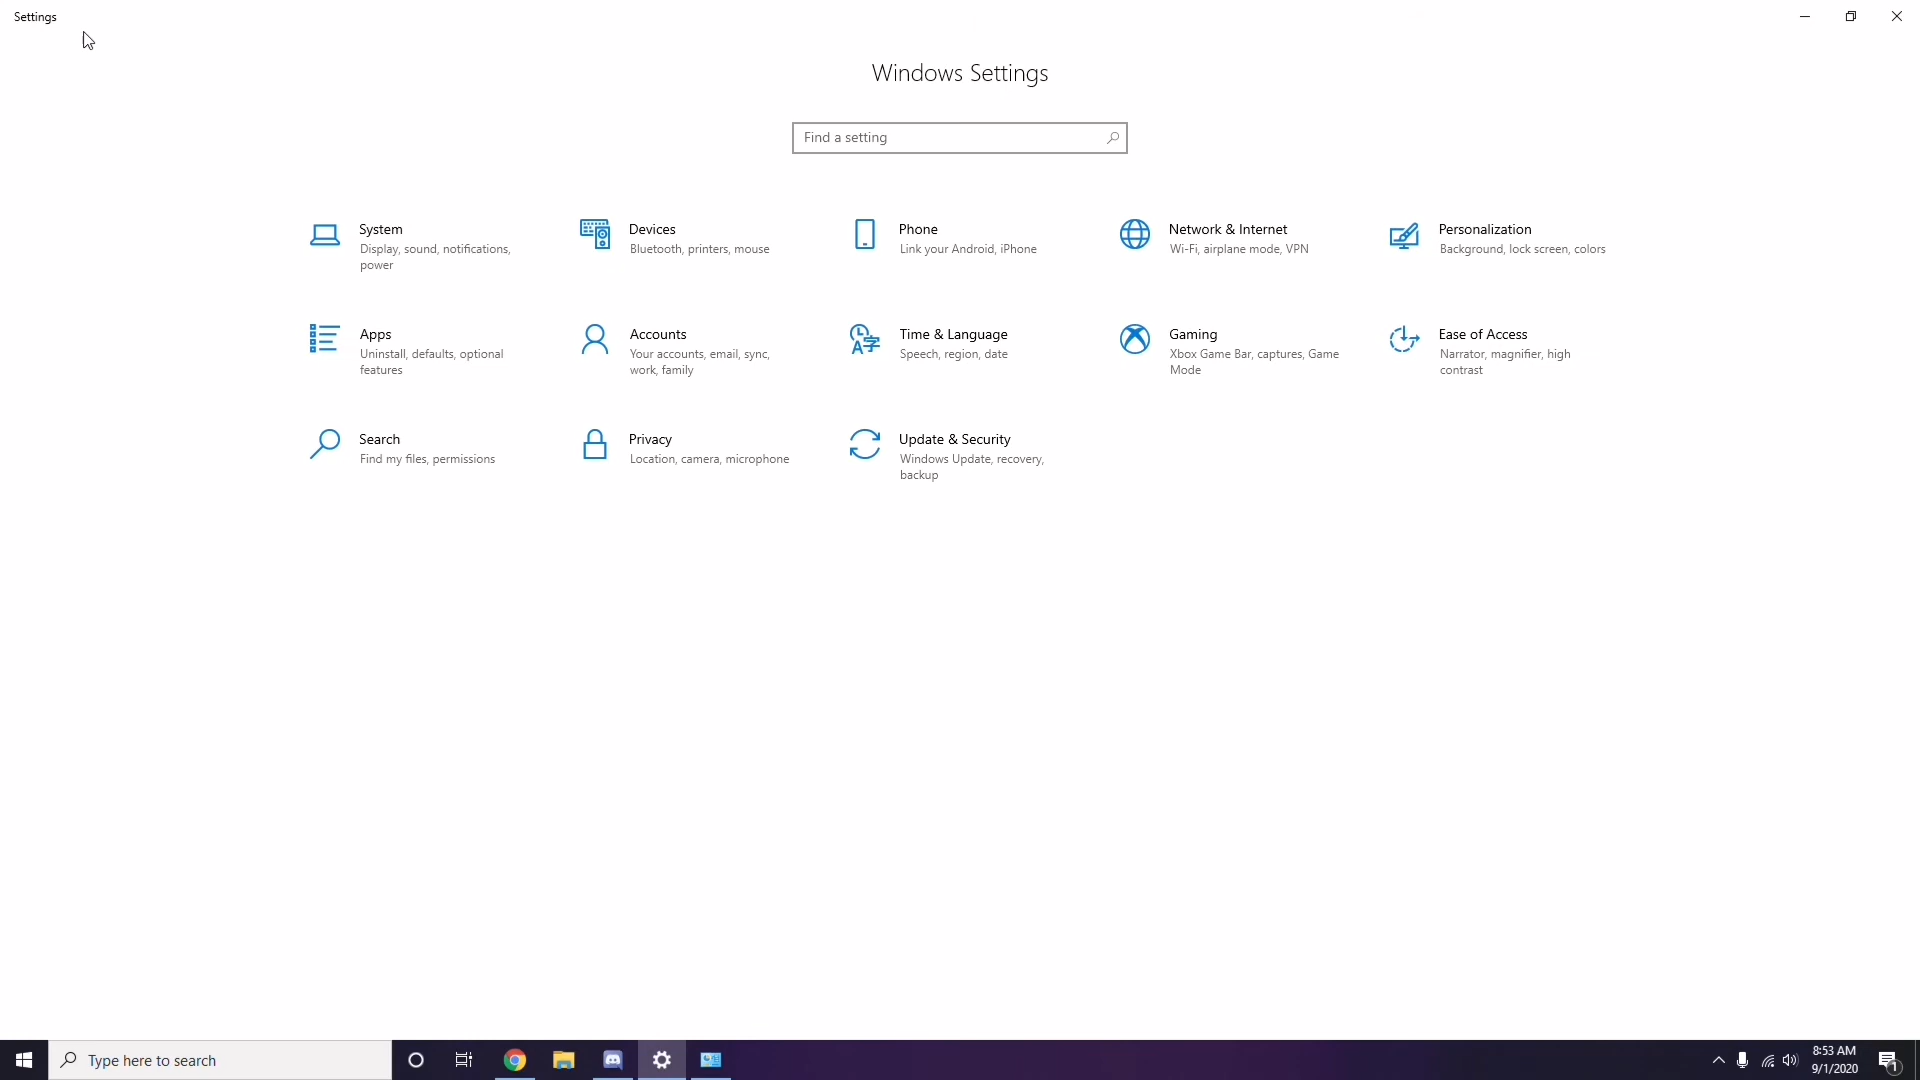 Settings
Windows Settings
Find a setting
System
Display, sound, notifications,
power
Devices
Bluetooth, printers, mouse
Phone
Link your Android, iPhone
Network & Internet
Wi-Fi, airplane mode, VPN
Personalization
Background, lock screen, colors
Apps
Uninstall, defaults, optional
features
Accounts
Your accounts, email, sync,
work, family
Time & Language
Speech, region, date
Gaming
Xbox Game Bar, captures, Game
Mode
Ease of Access
Narrator, magnifier, high
contrast
Search
Find my files, permissions
Privacy
Location, camera, microphone
Update & Security
Windows Update, recovery,
backup
Type here to search
8:53 AM
9/1/2020
1